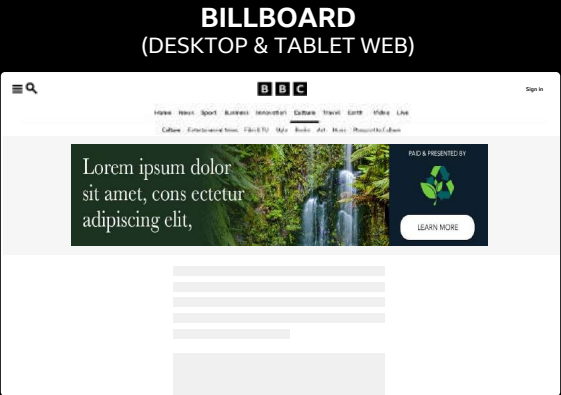 BILLBOARD
(DESKTOP & TABLET WEB)
BBC
Sign in
Home News Sport Business Innovation Culture Travel Earth Video Live
Culture Entertainment News Film & TV Style Books Art Music
Lorem ipsum dolor
sit amet, cons ectetur
adipiscing elit,
PAID & PRESENTED BY
LEARN MORE